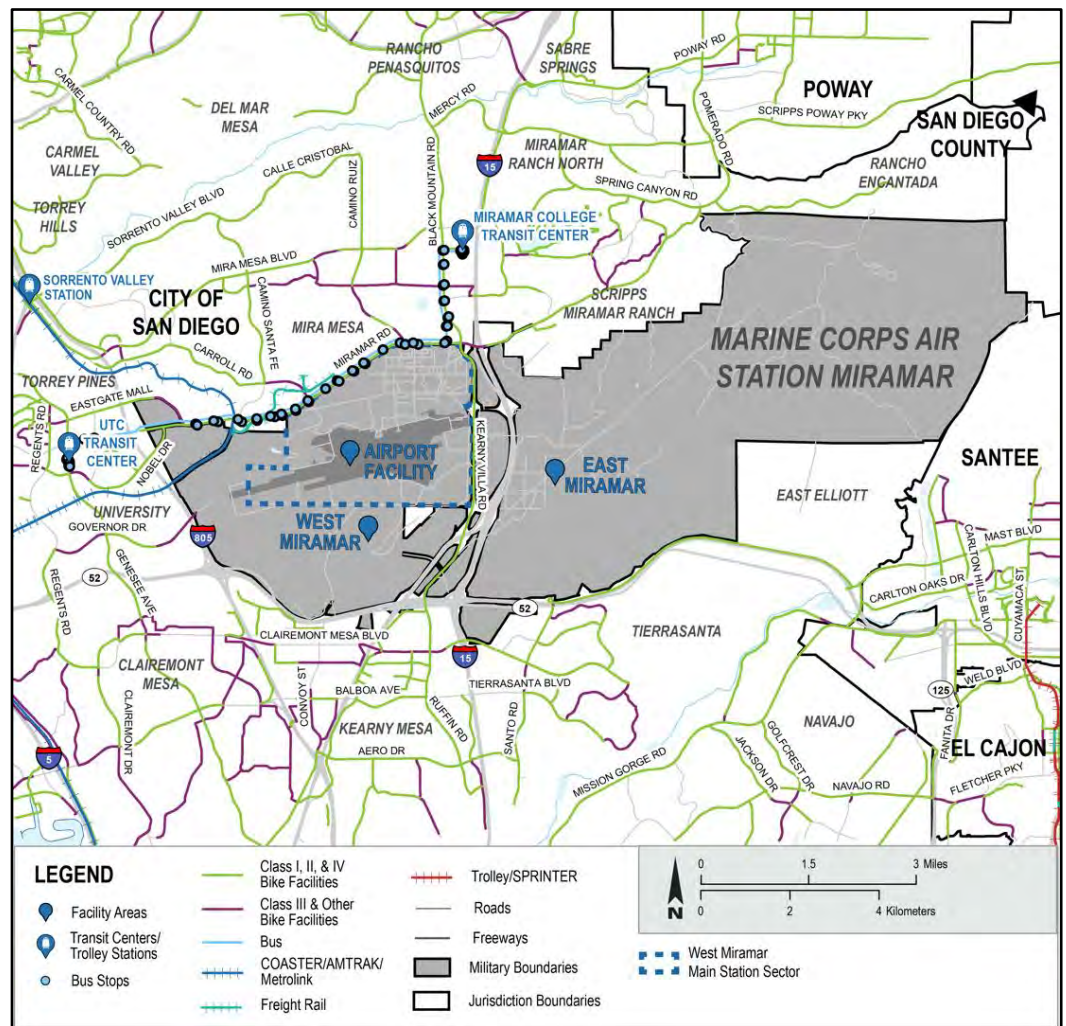 RANCHO
PENASQUITOS
SABRE
SPRINGS
POWAY RD
CARMEL COUNTRY RD
DEL MAR
MESA
MERCY RD
POMERADO RD
POWAY
SCRIPPS POWAY PKY
SAN DIEGO
COUNTY
CARMEL
VALLEY
CALLE CRISTOBAL
CAMINO RUIZ
BLACK MOUNTAIN RD
15
MIRAMAR
RANCH NORTH
RANCHO
ENCANTADA
SPRING CANYON RD
TORREY
HILLS
SORRENTO VALLEY BLVD
MIRAMAR COLLEGE
TRANSIT CENTER
MIRA MESA BLVD
SORRENTO VALLEY
STATION
CITY OF
SAN DIEGO
CAMINO SANTA FE
MIRA MESA
MIRAMAR RD
SCRIPPS
MIRAMAR RANCH
MARINE CORPS AIR
STATION MIRAMAR
CARROLL RD
TORREY PINES
EASTGATE MALL
REGENTS RD
UTC
TRANSIT
CENTER
NOBEL DR
AIRPORT
FACILITY
KEARNY VILLA RD
EAST
MIRAMAR
SANTEE
EAST ELLIOTT
UNIVERSITY
GOVERNOR DR
805
WEST
MIRAMAR
MAST BLVD
CARLTON HILLS BLVD
CARLTON OAKS DR
CUYAMACA ST
52
GENESEE AVE
REGENTS RD
52
CLAIREMONT MESA BLVD
TIERRASANTA
15
CLAIREMONT
MESA
CONVOY ST
BALBOA AVE
TIERRASANTA BLVD
WELD BLVD
125
KEARNY MESA
RUFFIN RD
SANTO RD
NAVAJO
FANITA DR
CLAIREMONT DR
AERO DR
5
GOLFCREST DR
JACKSON DR
EL CAJON
MISSION GORGE RD
NAVAJO RD
FLETCHER PKY
LEGEND
Facility Areas
Transit Centers/
Trolley Stations
Bus Stops
Class I, II, & IV
Bike Facilities
Class III & Other
Bike Facilities
Bus
COASTER/AMTRAK/
Metrolink
Freight Rail
Trolley/SPRINTER
Roads
Freeways
Military Boundaries
Jurisdiction Boundaries
N
0 1.5 3 Miles
0 2 4 Kilometers
West Miramar
Main Station Sector